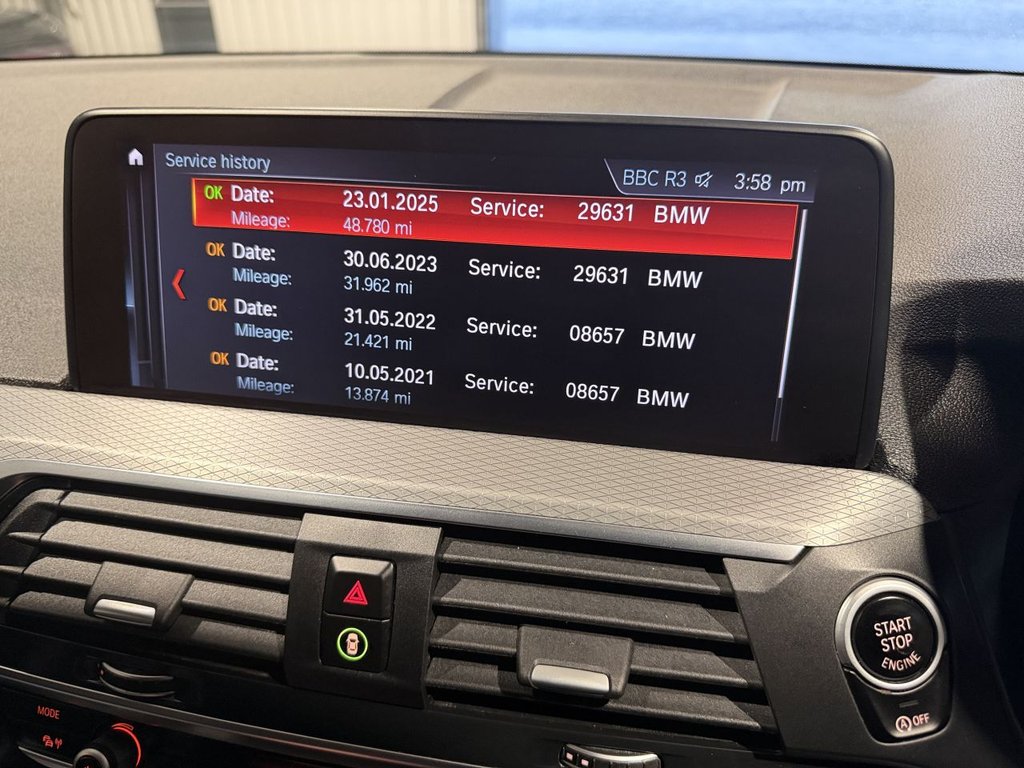 Service history
BBC R3 3:58 pm
OK Date: 23.01.2025 Service: 29631 BMW
Mileage: 48.780 mi
OK Date: 30.06.2023 Service: 29631 BMW
Mileage: 31.962 mi
OK Date: 31.05.2022 Service: 08657 BMW
Mileage: 21.421 mi
OK Date: 10.05.2021 Service: 08657 BMW
Mileage: 13.874 mi
START
STOP
ENGINE
A OFF
MODE